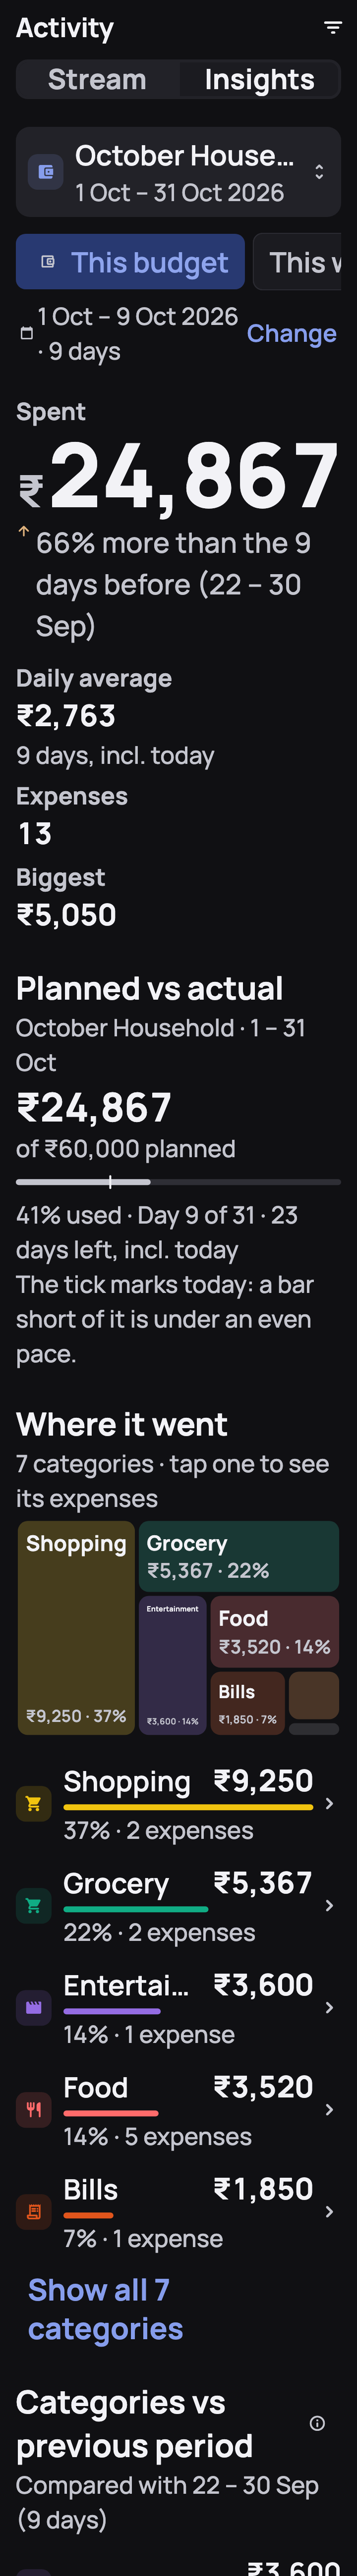 Activity
Stream Insights
October House...
1 Oct – 31 Oct 2026
This budget
This w
1 Oct – 9 Oct 2026
· 9 days
Change
Spent
₹24,867
66% more than the 9
days before (22 – 30
Sep)
Daily average
₹2,763
9 days, incl. today
Expenses
13
Biggest
₹5,050
Planned vs actual
October Household · 1 – 31
Oct
₹24,867
of ₹60,000 planned
41% used · Day 9 of 31 · 23
days left, incl. today
The tick marks today: a bar
short of it is under an even
pace.
Where it went
7 categories · tap one to see
its expenses
Shopping
₹9,250 · 37%
Grocery
₹5,367 · 22%
Entertainment
₹3,600 · 14%
Food
₹3,520 · 14%
Bills
₹1,850 · 7%
Shopping ₹9,250
37% · 2 expenses
Grocery ₹5,367
22% · 2 expenses
Entertai... ₹3,600
14% · 1 expense
Food ₹3,520
14% · 5 expenses
Bills ₹1,850
7% · 1 expense
Show all 7
categories
Categories vs
previous period
Compared with 22 – 30 Sep
(9 days)
₹3,600